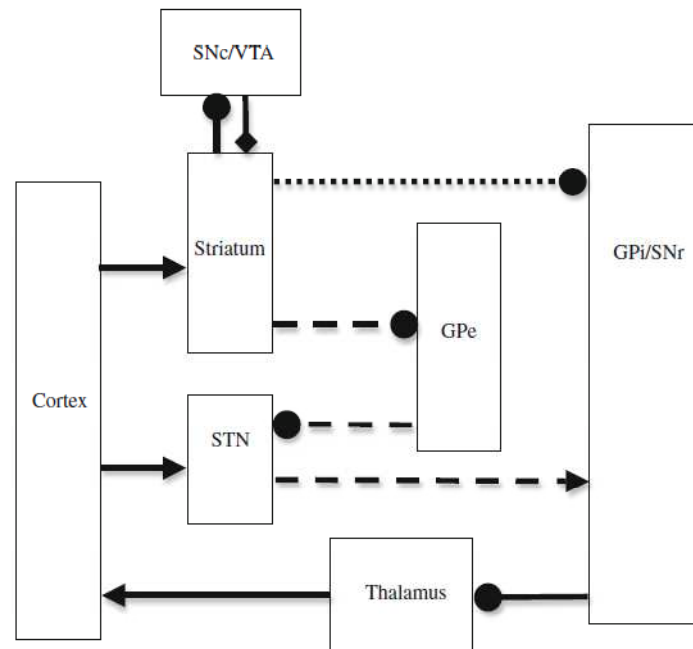 SNc/VTA
Striatum
GPi/SNr
GPe
Cortex
STN
Thalamus